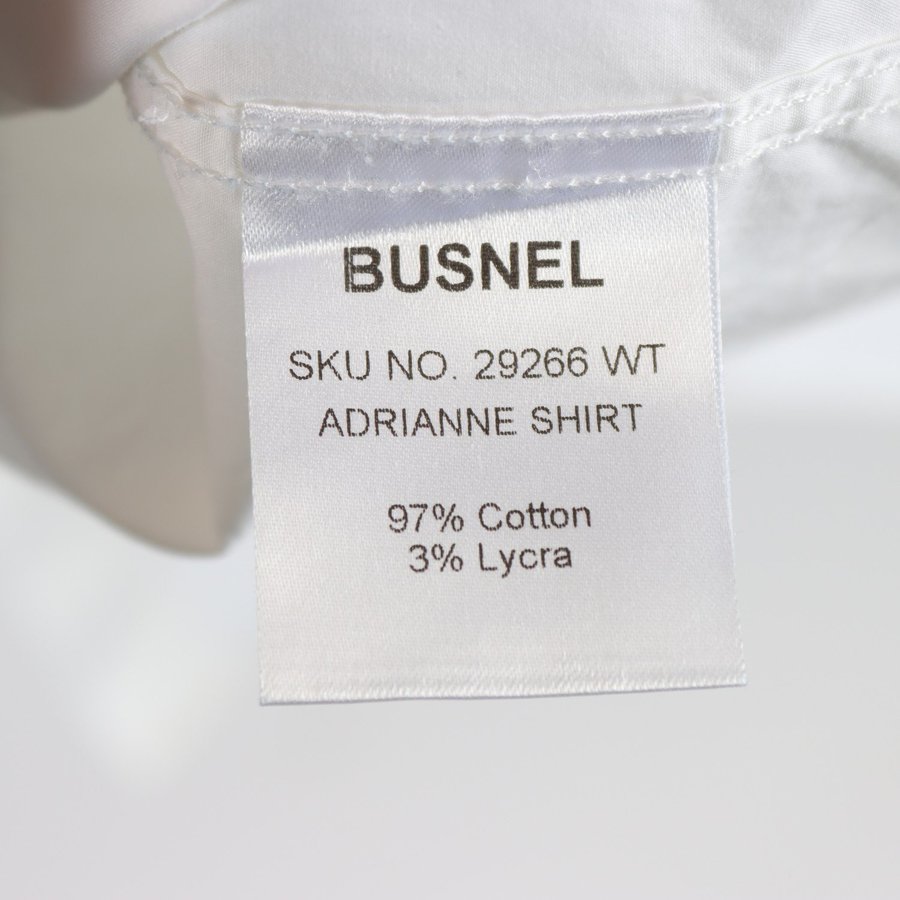 BUSNEL
SKU NO. 29266 WT
ADRIANNE SHIRT
97% Cotton
3% Lycra